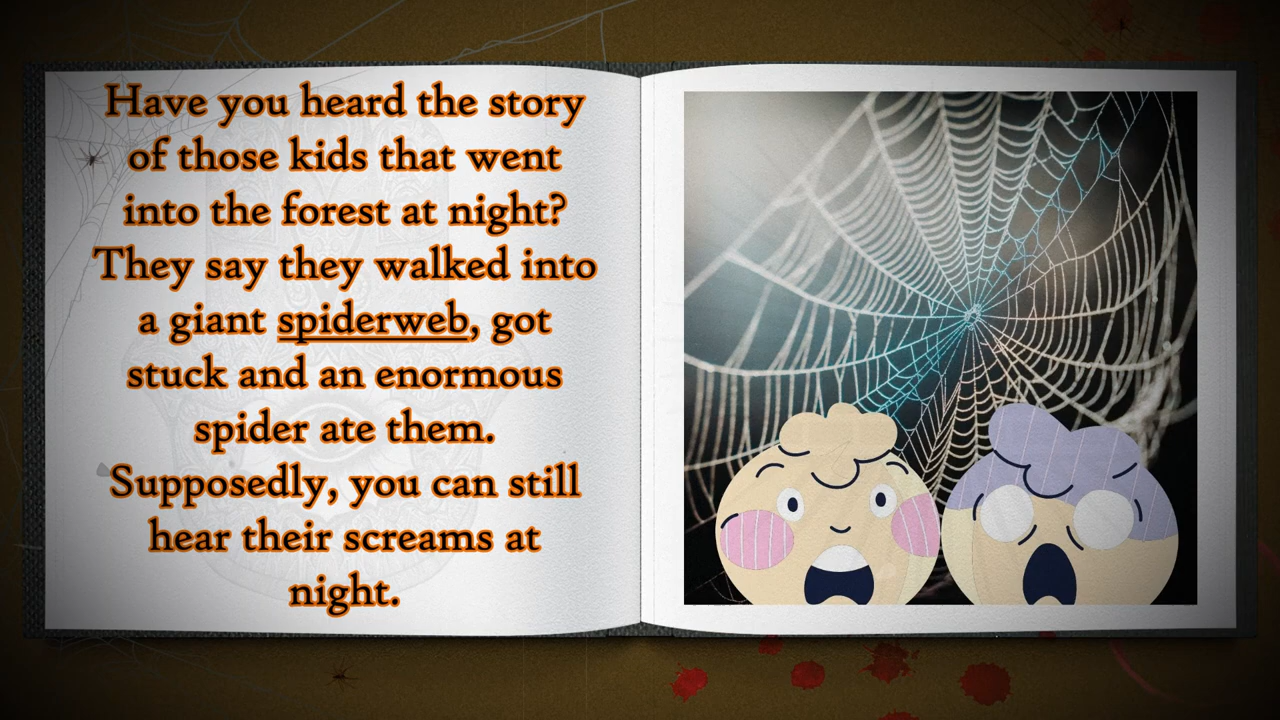 Have you heard the story
of those kids that went
into the forest at night?
They say they walked into
a giant spiderweb, got
stuck and an enormous
spider ate them.
Supposedly, you can still
hear their screams at
night.